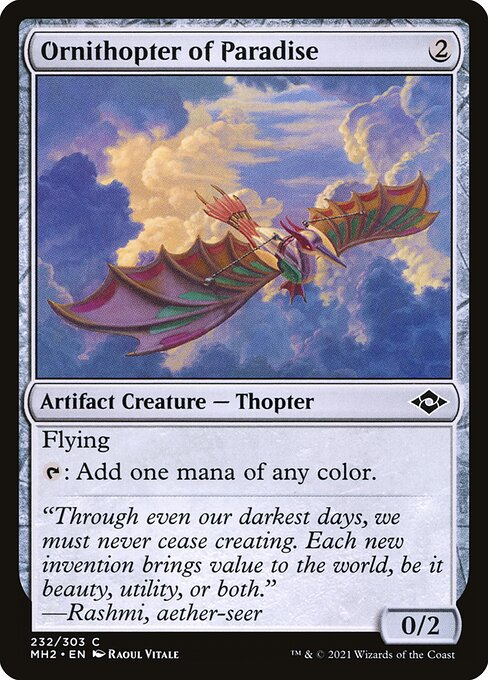 Ornithopter of Paradise 2
Artifact Creature — Thopter
Flying
: Add one mana of any color.
“Through even our darkest days, we
must never cease creating. Each new
invention brings value to the world, be it
beauty, utility, or both.”
—Rashmi, aether-seer
0/2
232/303 C
MH2 • EN Raoul Vitale
™ & © 2021 Wizards of the Coast